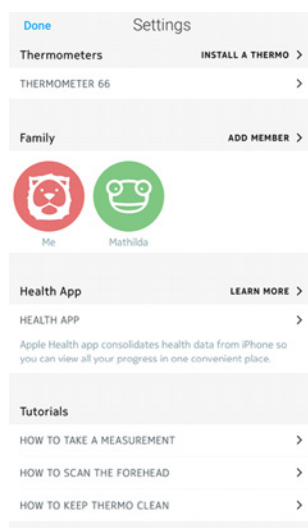 Done Settings
Thermometers INSTALL A THERMO >
THERMOMETER 66 >
Family ADD MEMBER >
Me Mathilda
Health App LEARN MORE >
HEALTH APP >
Apple Health app consolidates health data from iPhone so
you can view all your progress in one convenient place.
Tutorials
HOW TO TAKE A MEASUREMENT >
HOW TO SCAN THE FOREHEAD >
HOW TO KEEP THERMO CLEAN >